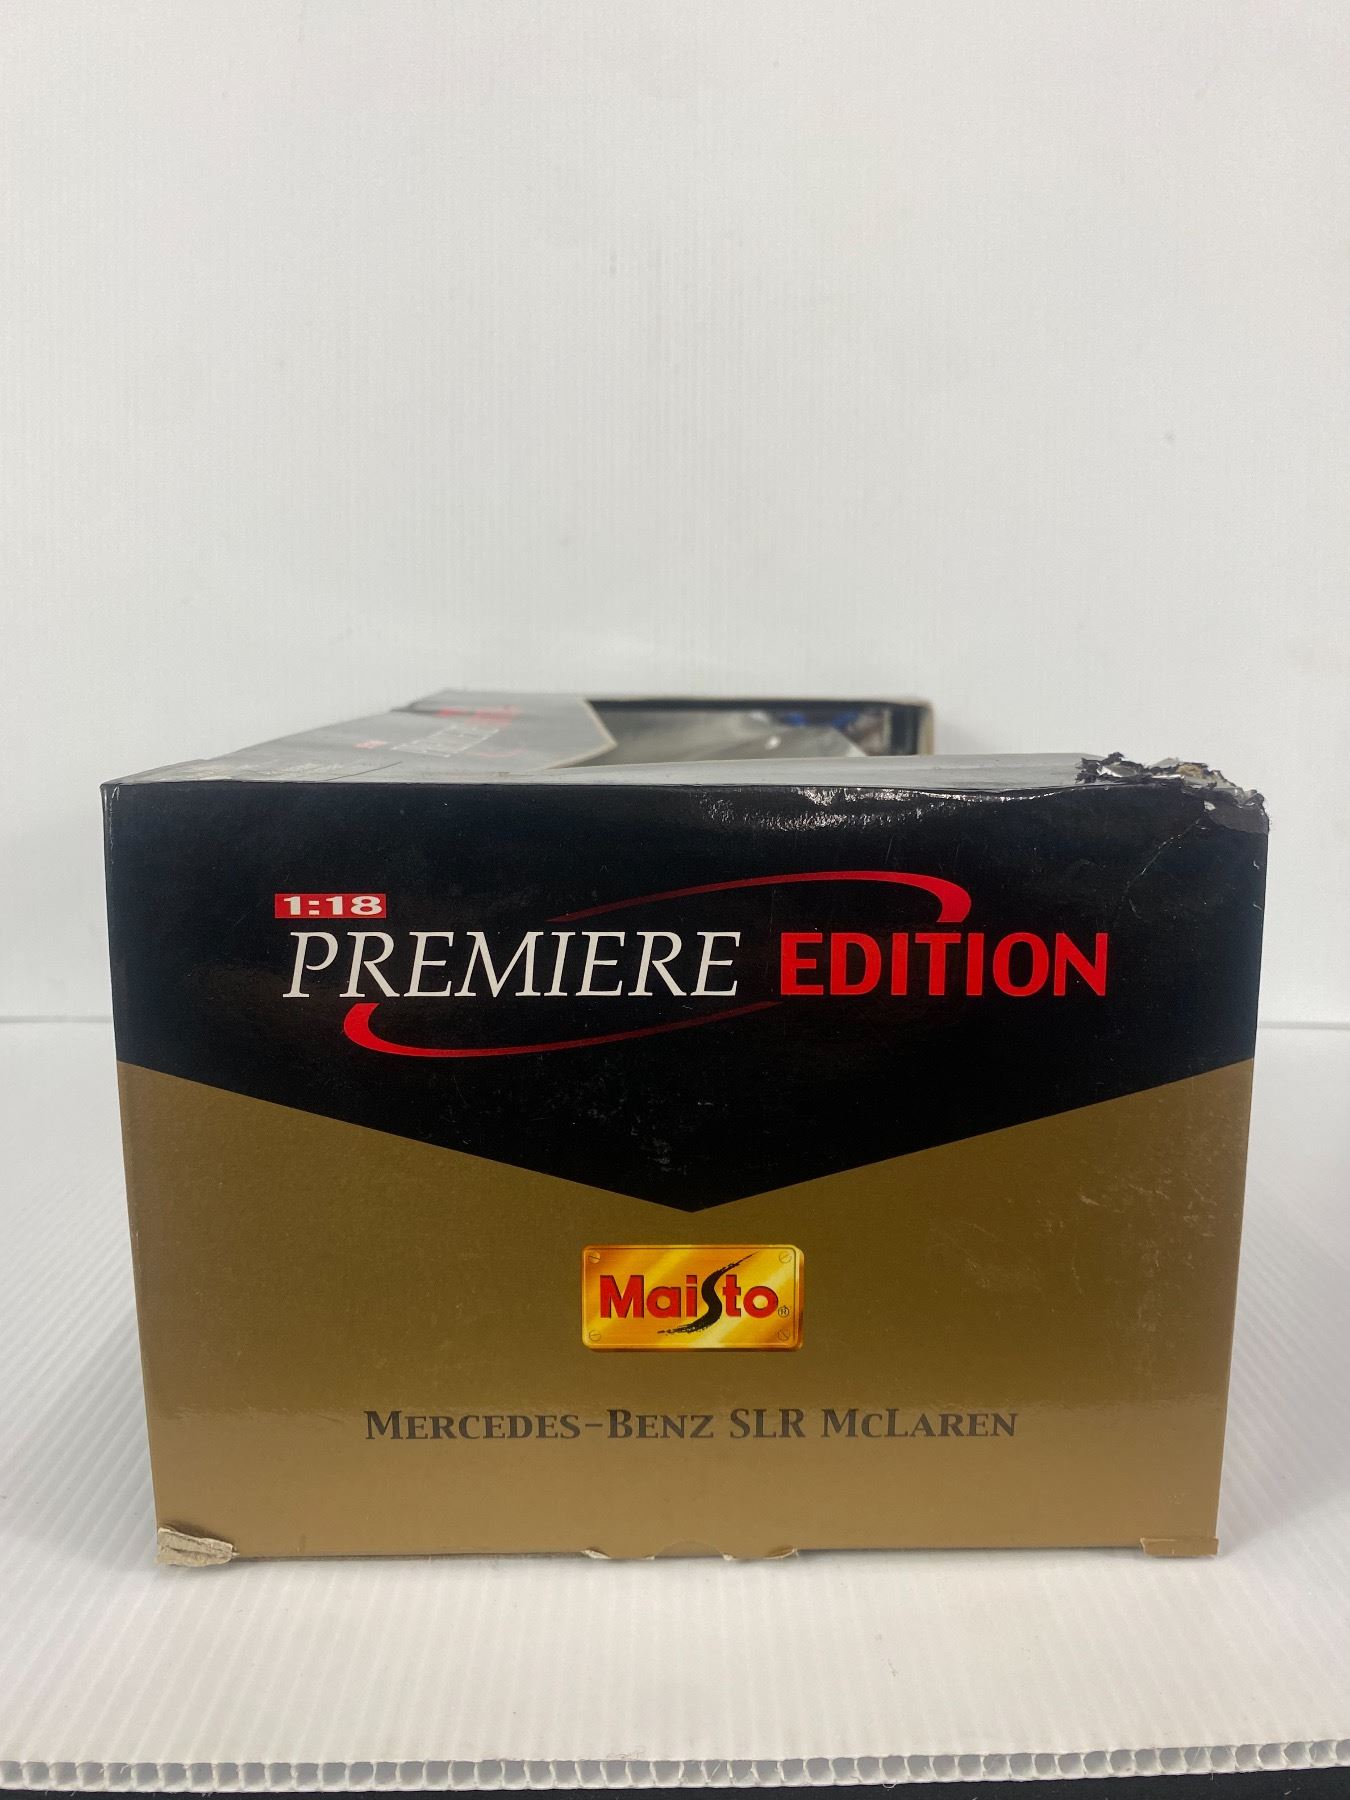 1:18
PREMIERE EDITION
MaiSto®
MERCEDES-BENZ SLR MCLAREN